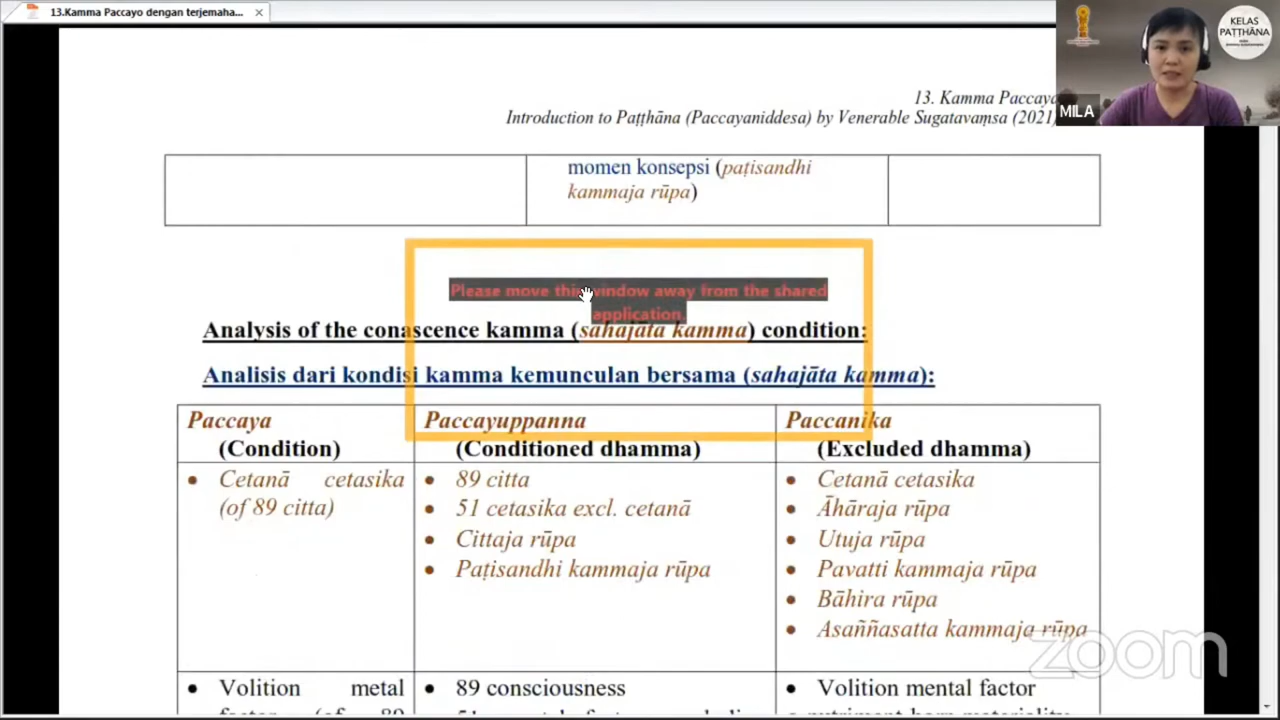 13.Kamma Paccayo dengan terjemaha...
KELAS
PAṬṬHĀNA
MILA
13. Kamma Paccaya
Introduction to Paṭṭhāna (Paccayaniddesa) by Venerable Sugatavaṃsa (2021)
momen konsepsi (paṭisandhi
kammaja rūpa)
Please move this window away from the shared
application.
Analysis of the conascence kamma (sahajāta kamma) condition:
Analisis dari kondisi kamma kemunculan bersama (sahajāta kamma):
Paccaya
(Condition)
Paccayuppanna
(Conditioned dhamma)
Paccanika
(Excluded dhamma)
• Cetanā cetasika
(of 89 citta)
• 89 citta
• 51 cetasika excl. cetanā
• Cittaja rūpa
• Paṭisandhi kammaja rūpa
• Cetanā cetasika
• Āhāraja rūpa
• Utuja rūpa
• Pavatti kammaja rūpa
• Bāhira rūpa
• Asaññasatta kammaja rūpa
• Volition metal
• 89 consciousness
• Volition mental factor
zoom